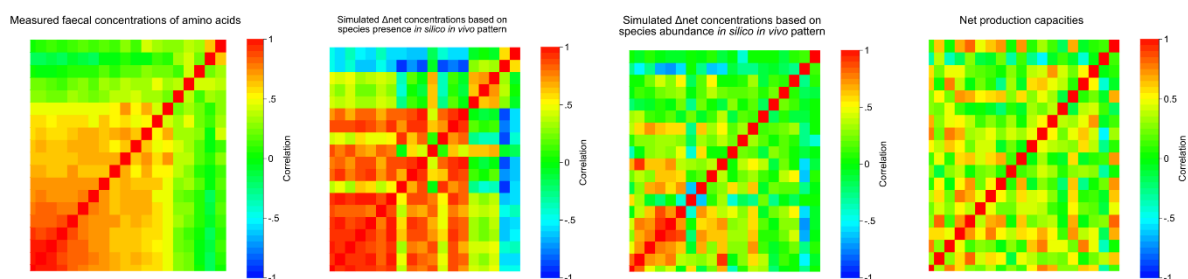 Measured faecal concentrations of amino acids
1
.5
0
-.5
-1
Correlation
Simulated Δnet concentrations based on
species presence in silico in vivo pattern
1
.5
0
-.5
-1
Correlation
Simulated Δnet concentrations based on
species abundance in silico in vivo pattern
1
.5
0
-.5
-1
Correlation
Net production capacities
1
.5
0
-.5
-1
Correlation